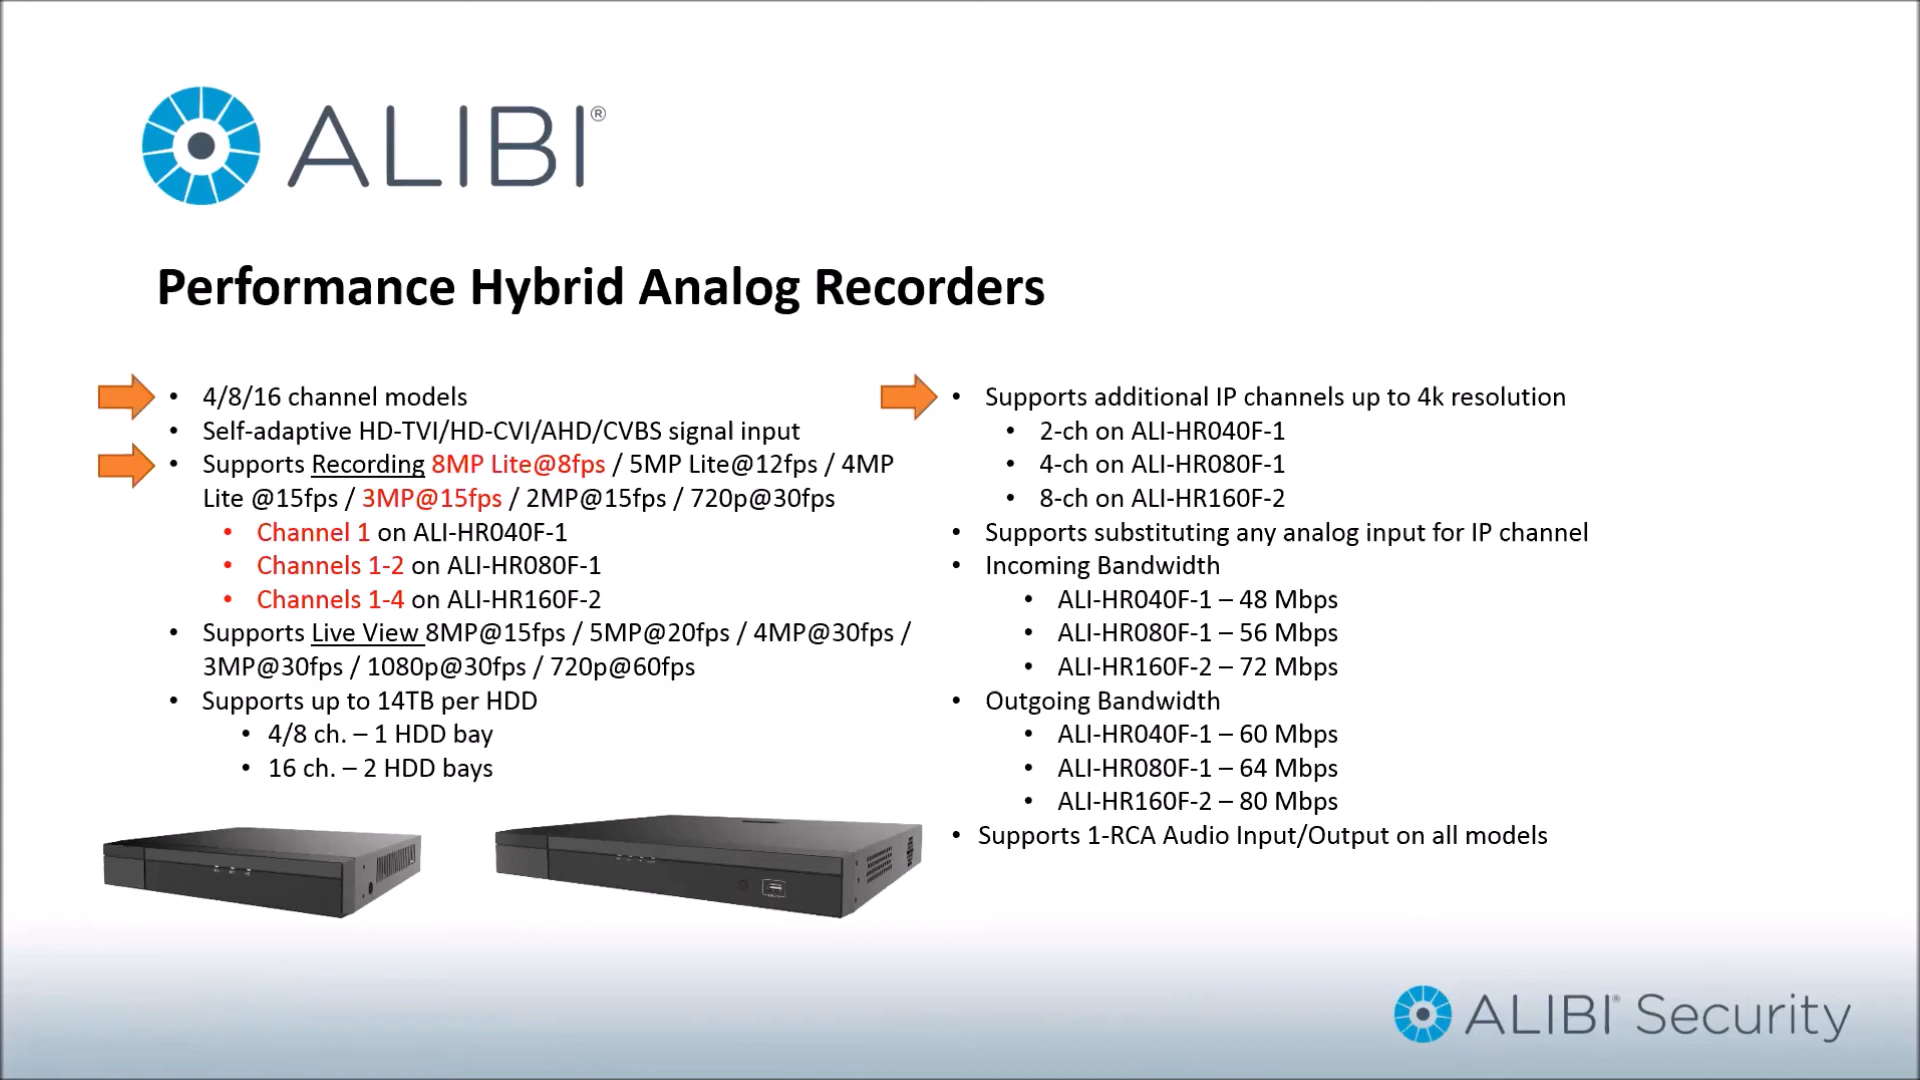 ALIBI®
Performance Hybrid Analog Recorders
• 4/8/16 channel models
• Self-adaptive HD-TVI/HD-CVI/AHD/CVBS signal input
• Supports Recording 8MP Lite@8fps / 5MP Lite@12fps / 4MP
Lite @15fps / 3MP@15fps / 2MP@15fps / 720p@30fps
• Channel 1 on ALI-HR040F-1
• Channels 1-2 on ALI-HR080F-1
• Channels 1-4 on ALI-HR160F-2
• Supports Live View 8MP@15fps / 5MP@20fps / 4MP@30fps /
3MP@30fps / 1080p@30fps / 720p@60fps
• Supports up to 14TB per HDD
• 4/8 ch. – 1 HDD bay
• 16 ch. – 2 HDD bays
• Supports additional IP channels up to 4k resolution
• 2-ch on ALI-HR040F-1
• 4-ch on ALI-HR080F-1
• 8-ch on ALI-HR160F-2
• Supports substituting any analog input for IP channel
• Incoming Bandwidth
• ALI-HR040F-1 – 48 Mbps
• ALI-HR080F-1 – 56 Mbps
• ALI-HR160F-2 – 72 Mbps
• Outgoing Bandwidth
• ALI-HR040F-1 – 60 Mbps
• ALI-HR080F-1 – 64 Mbps
• ALI-HR160F-2 – 80 Mbps
• Supports 1-RCA Audio Input/Output on all models
ALIBI® Security